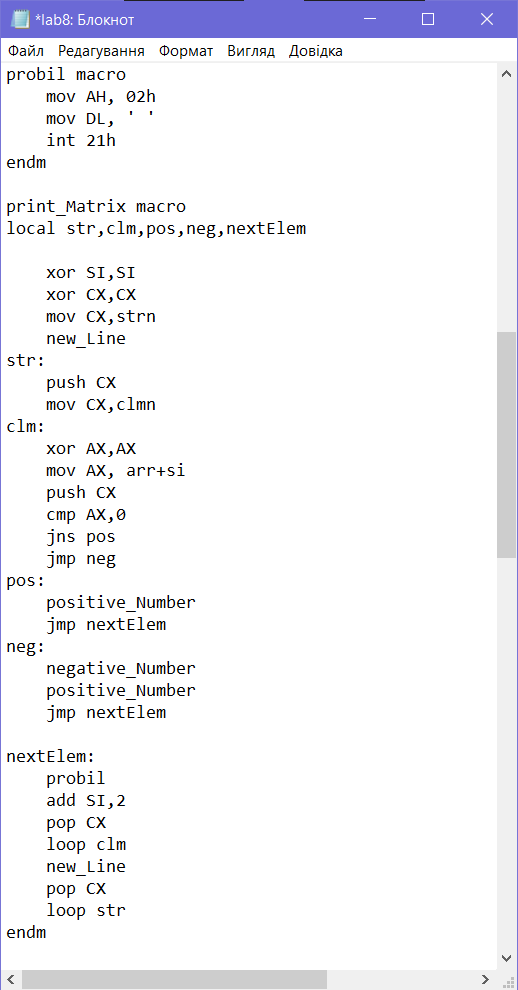 *lab8: Блокнот
Файл Редагування Формат Вигляд Довідка
probil macro
    mov AH, 02h
    mov DL, ' '
    int 21h
endm

print_Matrix macro
local str,clm,pos,neg,nextElem

    xor SI,SI
    xor CX,CX
    mov CX,strn
    new_Line
str:
    push CX
    mov CX,clmn
clm:
    xor AX,AX
    mov AX, arr+si
    push CX
    cmp AX,0
    jns pos
    jmp neg
pos:
    positive_Number
    jmp nextElem
neg:
    negative_Number
    positive_Number
    jmp nextElem

nextElem:
    probil
    add SI,2
    pop CX
    loop clm
    new_Line
    pop CX
    loop str
endm